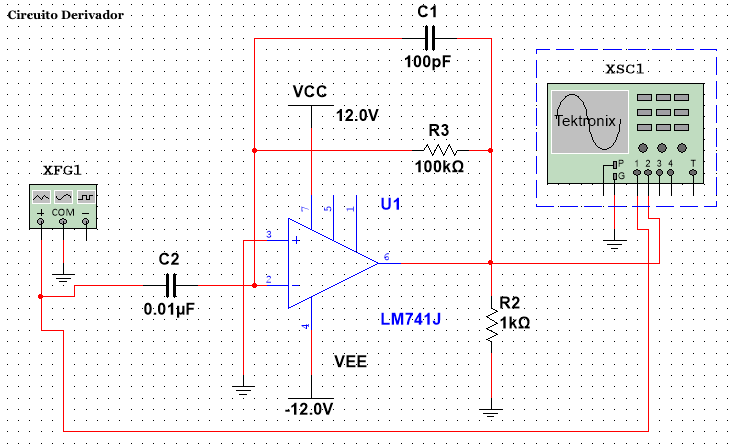 Circuito Derivador
C1
100pF
XSC1
VCC
12.0V
Tektronix
R3
100kΩ
P
G
1 2 3 4
T
XFG1
+ COM −
7
5
1
U1
3
+
6
2
−
C2
0.01µF
4
LM741J
R2
1kΩ
VEE
-12.0V